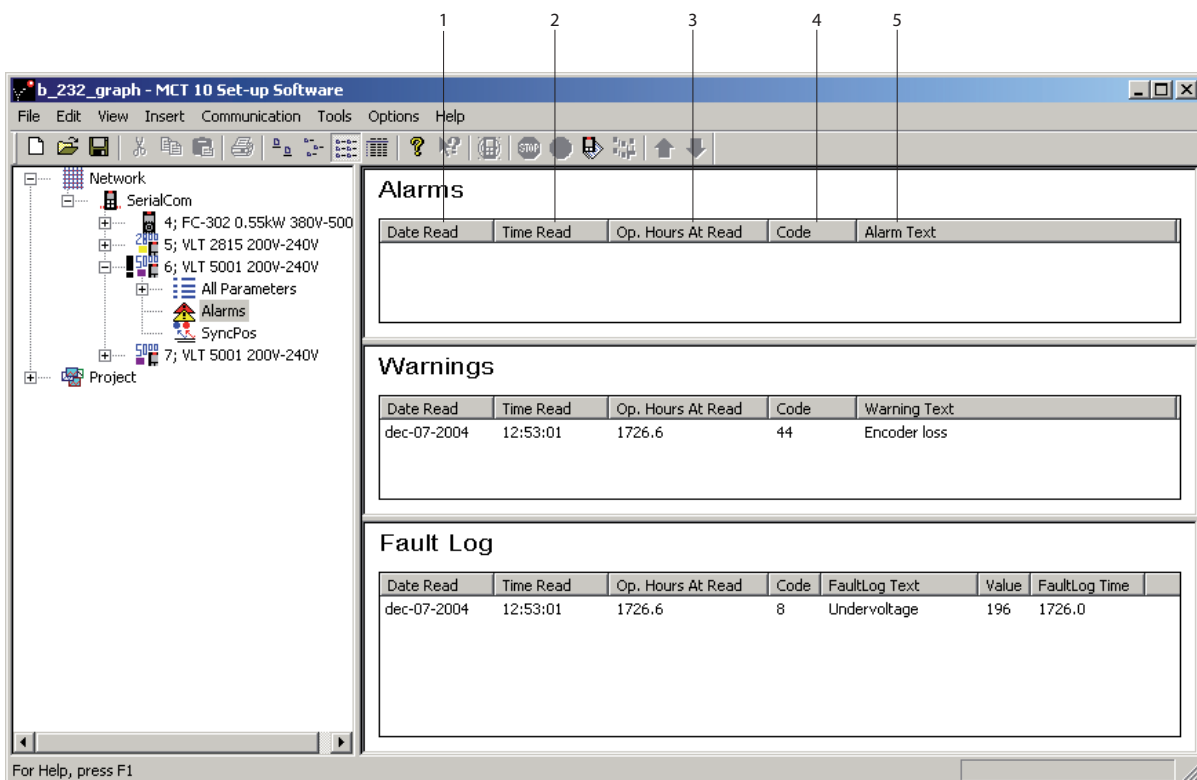 1 2 3 4 5
b_232_graph - MCT 10 Set-up Software
File Edit View Insert Communication Tools Options Help
STOP
Network
SerialCom
4; FC-302 0.55kW 380V-500
2800
5; VLT 2815 200V-240V
5000
6; VLT 5001 200V-240V
All Parameters
Alarms
SyncPos
5000
7; VLT 5001 200V-240V
Project
Alarms
Date Read Time Read Op. Hours At Read Code Alarm Text
Warnings
Date Read Time Read Op. Hours At Read Code Warning Text
dec-07-2004 12:53:01 1726.6 44 Encoder loss
Fault Log
Date Read Time Read Op. Hours At Read Code FaultLog Text Value FaultLog Time
dec-07-2004 12:53:01 1726.6 8 Undervoltage 196 1726.0
For Help, press F1